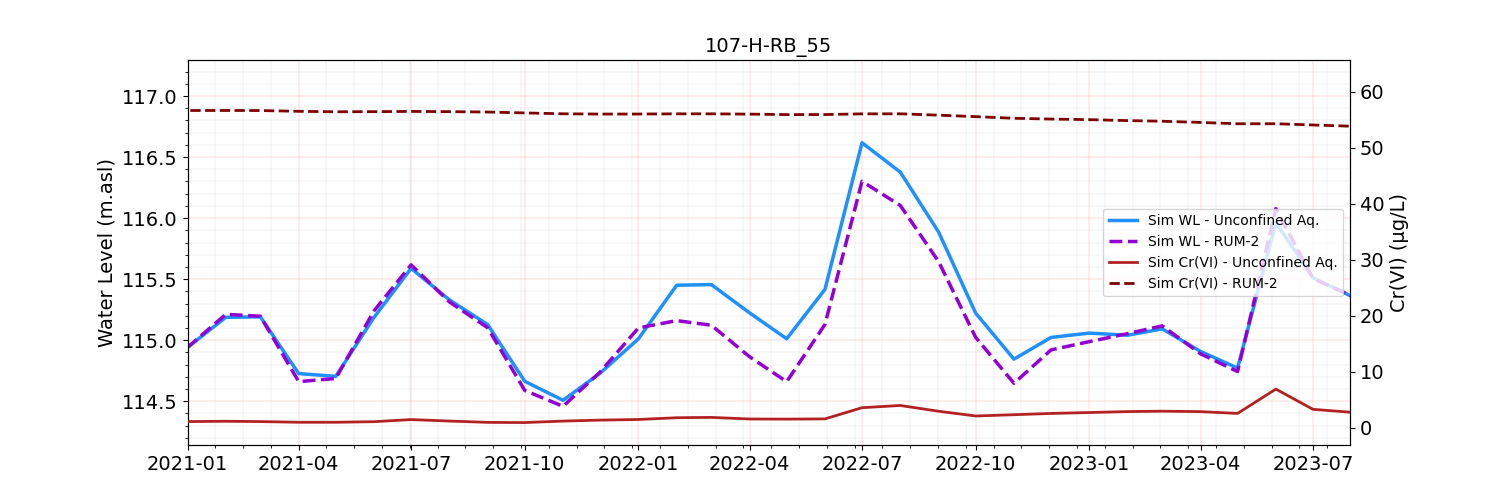 107-H-RB_55
Water Level (m.asl)
117.0
116.5
116.0
115.5
115.0
114.5
60
50
40
30
20
10
0
Cr(VI) (µg/L)
Sim WL - Unconfined Aq.
Sim WL - RUM-2
Sim Cr(VI) - Unconfined Aq.
Sim Cr(VI) - RUM-2
2021-01 2021-04 2021-07 2021-10 2022-01 2022-04 2022-07 2022-10 2023-01 2023-04 2023-07